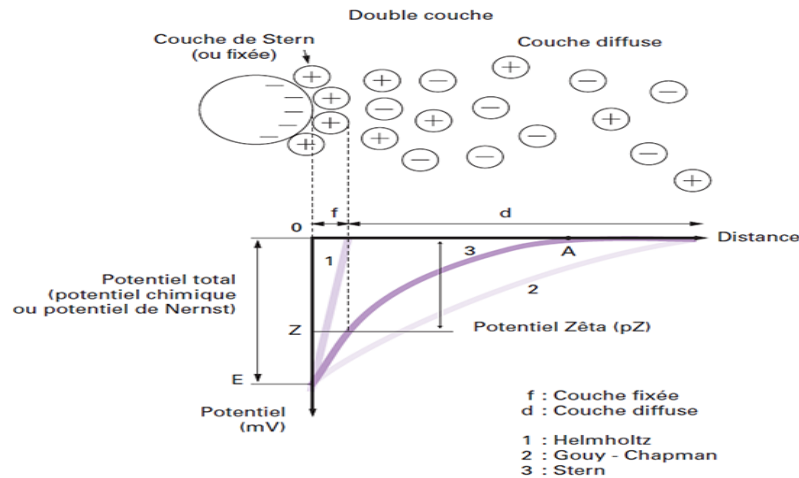 Double couche
Couche de Stern
(ou fixée)
Couche diffuse
0
f
d
Distance
1
3
A
2
Potentiel total
(potentiel chimique
ou potentiel de Nernst)
Z
Potentiel Zêta (pZ)
E
Potentiel
(mV)
f : Couche fixée
d : Couche diffuse
1 : Helmholtz
2 : Gouy - Chapman
3 : Stern